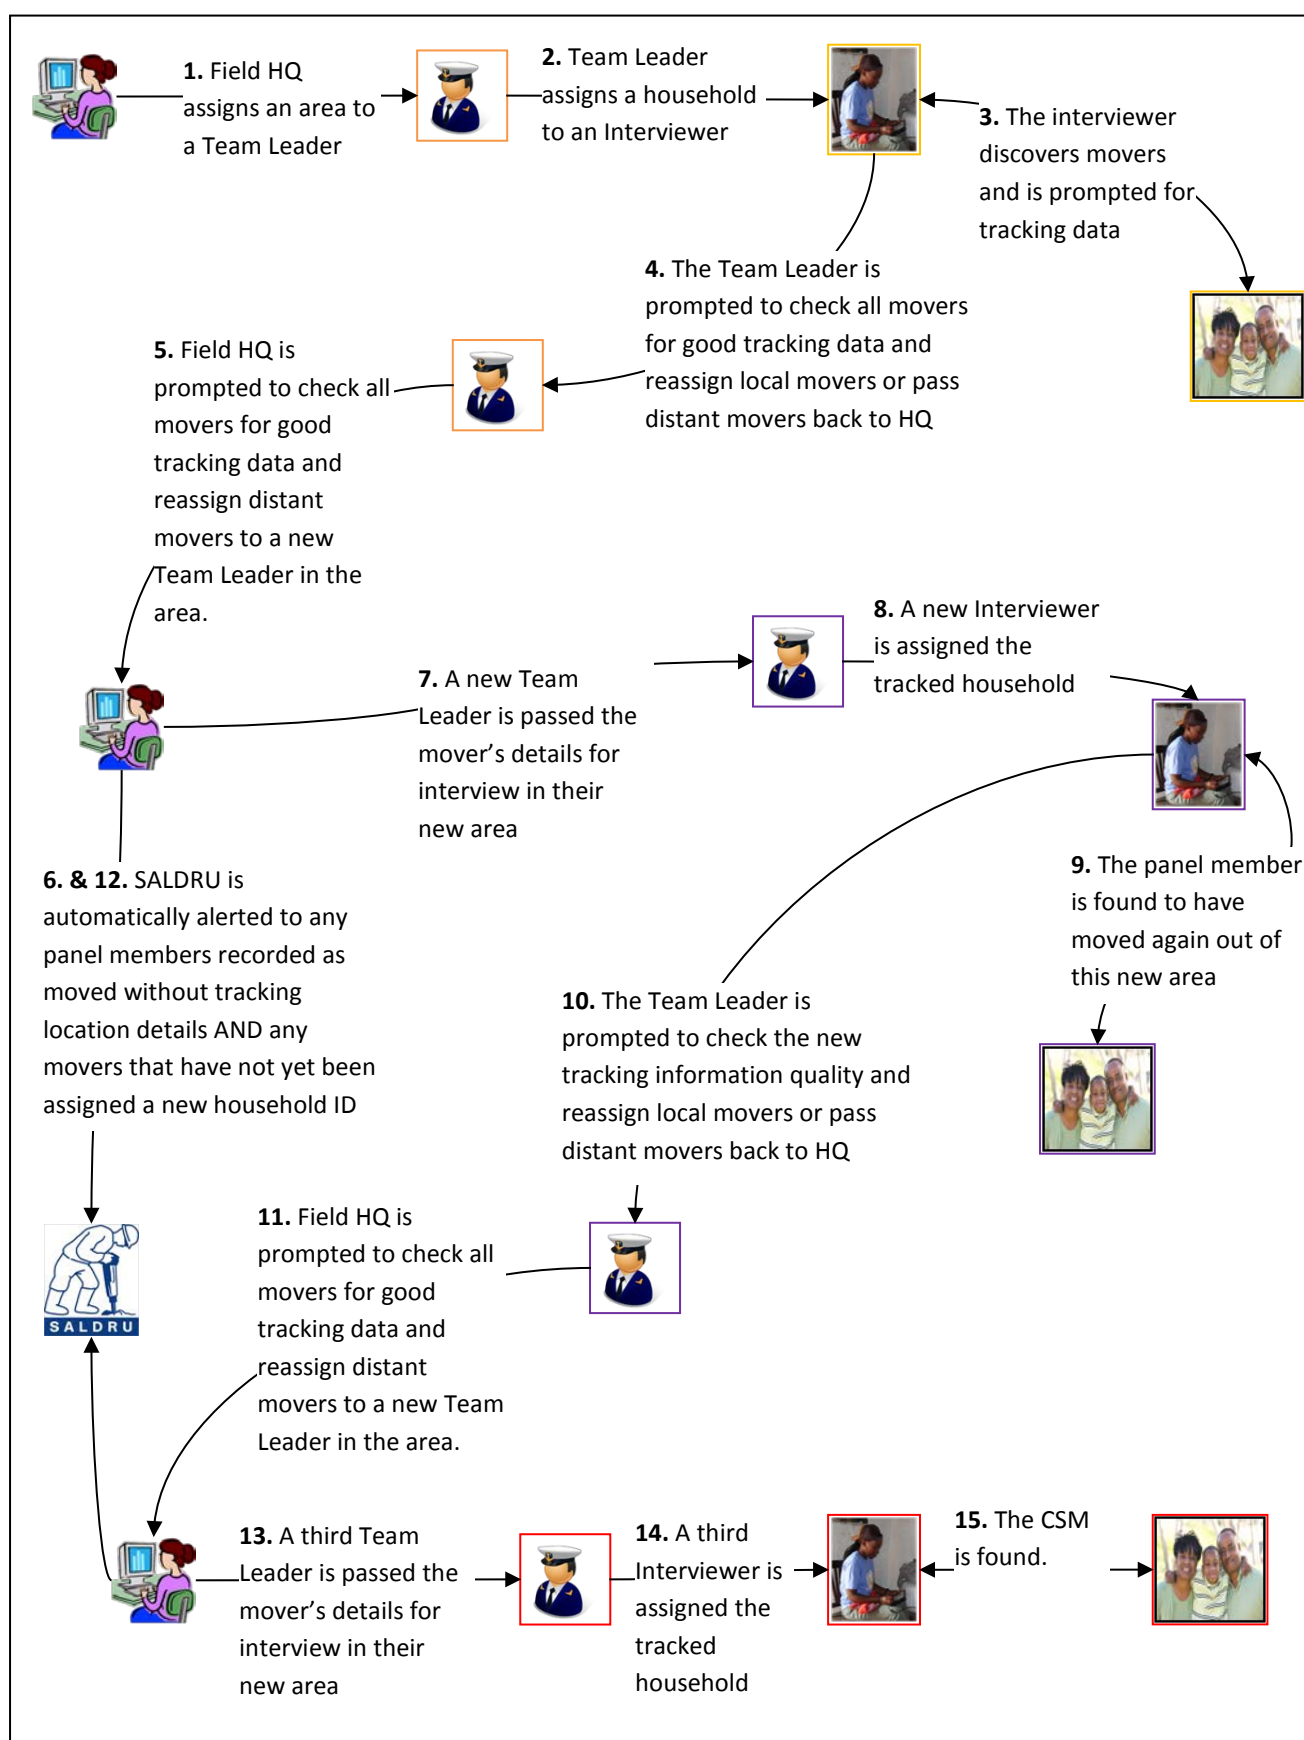 1. Field HQ
assigns an area to
a Team Leader
2. Team Leader
assigns a household
to an Interviewer
3. The interviewer
discovers movers
and is prompted for
tracking data
4. The Team Leader is
prompted to check all movers
for good tracking data and
reassign local movers or pass
distant movers back to HQ
5. Field HQ is
prompted to check all
movers for good
tracking data and
reassign distant
movers to a new
Team Leader in the
area.
6. & 12. SALDRU is
automatically alerted to any
panel members recorded as
moved without tracking
location details AND any
movers that have not yet been
assigned a new household ID
7. A new Team
Leader is passed the
mover’s details for
interview in their
new area
8. A new Interviewer
is assigned the
tracked household
9. The panel member
is found to have
moved again out of
this new area
10. The Team Leader is
prompted to check the new
tracking information quality and
reassign local movers or pass
distant movers back to HQ
11. Field HQ is
prompted to check all
movers for good
tracking data and
reassign distant
movers to a new Team
Leader in the area.
SALDRU
13. A third Team
Leader is passed the
mover’s details for
interview in their
new area
14. A third
Interviewer is
assigned the
tracked
household
15. The CSM
is found.